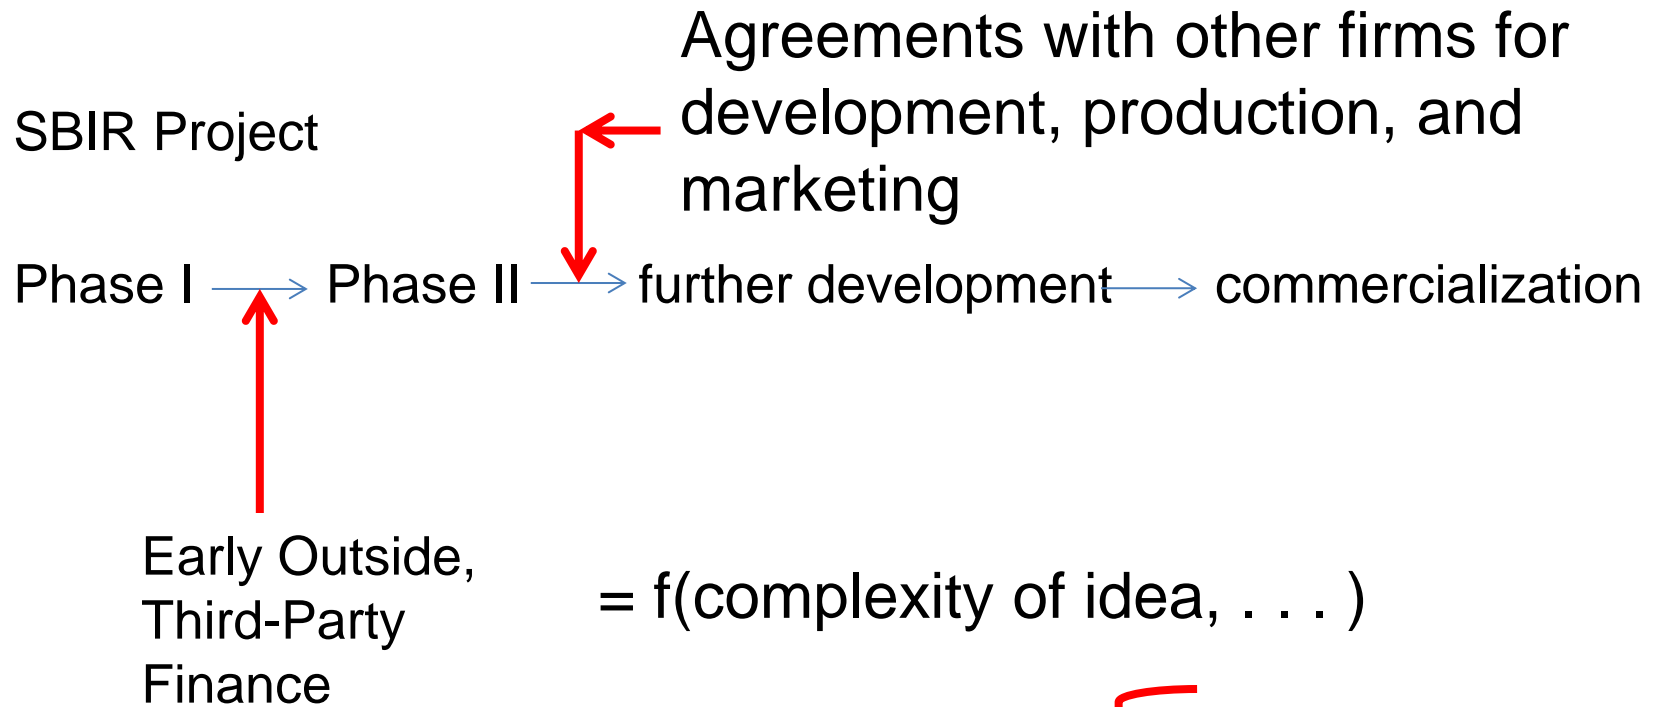 Agreements with other firms for
development, production, and
marketing
SBIR Project
Phase I
Phase II
further development
commercialization
Early Outside,
Third-Party
Finance
= f(complexity of idea, . . . )